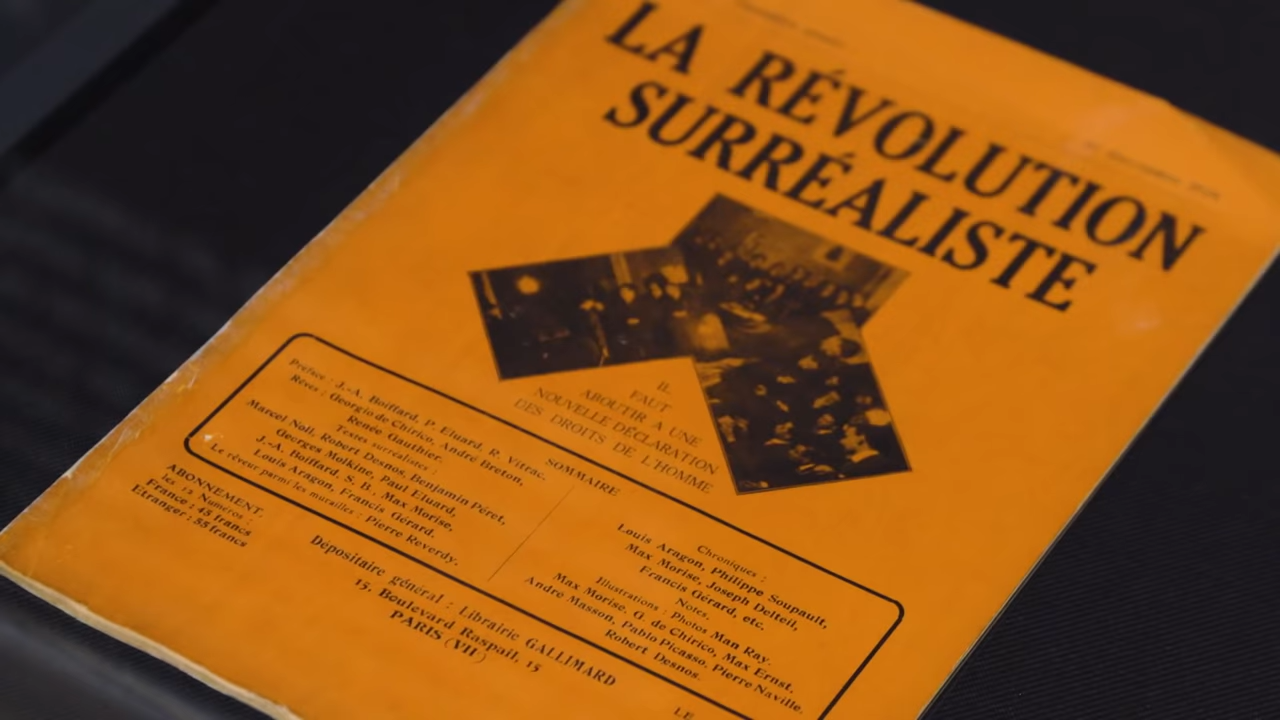 LA RÉVOLUTION
SURRÉALISTE
IL
FAUT
ABOUTIR A UNE
NOUVELLE DÉCLARATION
DES DROITS DE L'HOMME
SOMMAIRE
Préface : J.-A. Boiffard, P. Eluard, R. Vitrac.
Rêves : Georgio de Chirico, André Breton,
Renée Gauthier.
Textes surréalistes :
Marcel Noll, Robert Desnos, Benjamin Péret,
Georges Malkine, Paul Eluard,
J.-A. Boiffard, S. B., Max Morise,
Louis Aragon, Francis Gérard.
Le rêveur parmi les murailles : Pierre Reverdy.
Chroniques :
Louis Aragon, Philippe Soupault,
Max Morise, Joseph Delteil,
Francis Gérard, etc.
Notes.
Illustrations : Photos Man Ray.
Max Morise, G. de Chirico, Max Ernst,
André Masson, Pablo Picasso, Pierre Naville.
Robert Desnos.
ABONNEMENT,
les 12 Numéros :
France : 45 francs
Etranger : 55 francs
Dépositaire général : Librairie GALLIMARD
15, Boulevard Raspail, 15
PARIS (VII)
LE